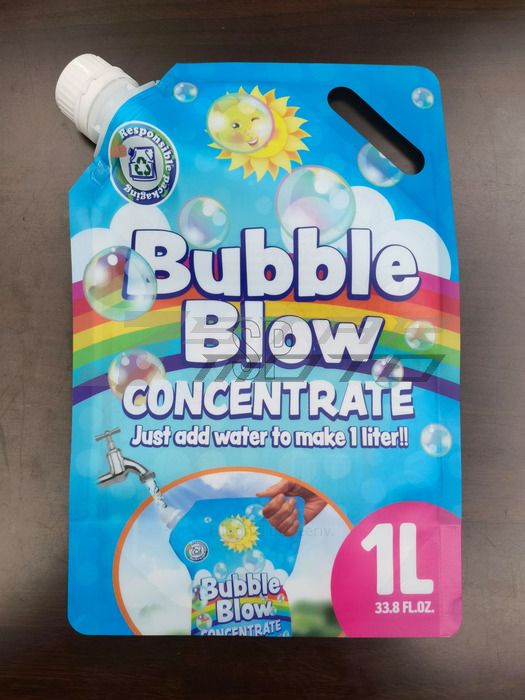 Responsible packaging
Bubble
Blow
CONCENTRATE
Just add water to make 1 liter!!
Bubble
Blow
CONCENTRATE
1L
33.8 FL.OZ.